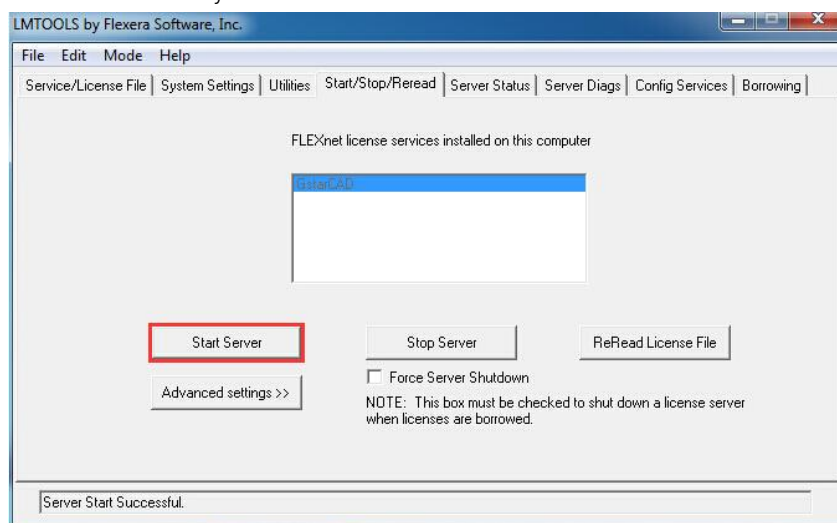 LMTOOLS by Flexera Software, Inc.
File Edit Mode Help
Service/License File System Settings Utilities Start/Stop/Reread Server Status Server Diags Config Services Borrowing
FLEXnet license services installed on this computer
GstarCAD
Start Server Stop Server ReRead License File
Advanced settings >> Force Server Shutdown
NOTE: This box must be checked to shut down a license server
when licenses are borrowed.
Server Start Successful.